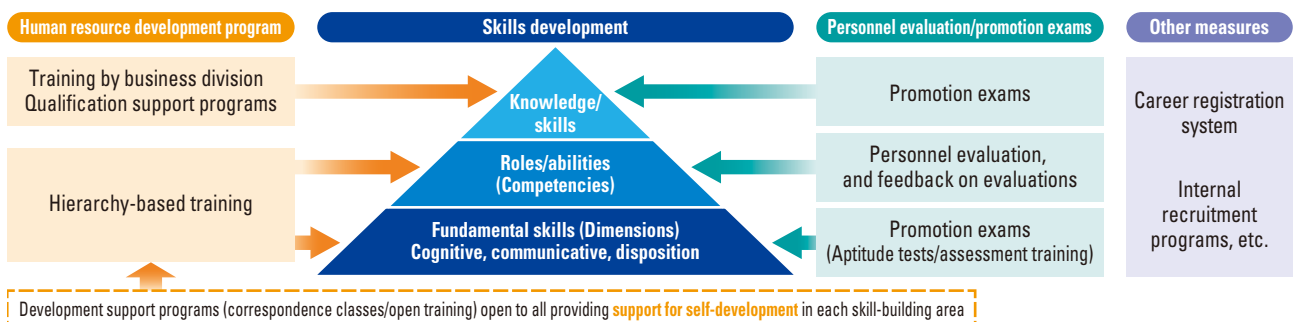 Human resource development program
Skills development
Personnel evaluation/promotion exams
Other measures
Training by business division
Qualification support programs
Hierarchy-based training
Knowledge/
skills
Roles/abilities
(Competencies)
Fundamental skills (Dimensions)
Cognitive, communicative, disposition
Promotion exams
Personnel evaluation,
and feedback on evaluations
Promotion exams
(Aptitude tests/assessment training)
Career registration
system
Internal
recruitment
programs, etc.
Development support programs (correspondence classes/open training) open to all providing support for self-development in each skill-building area